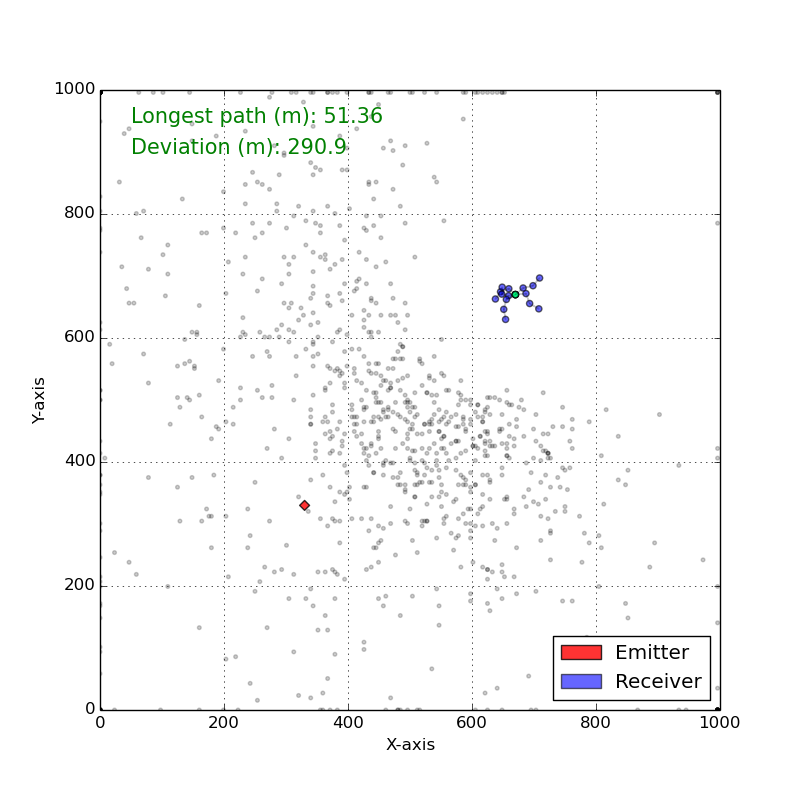 Longest path (m): 51.36
Deviation (m): 290.9
1000
800
600
400
200
0
Y-axis
0 200 400 600 800 1000
X-axis
Emitter
Receiver